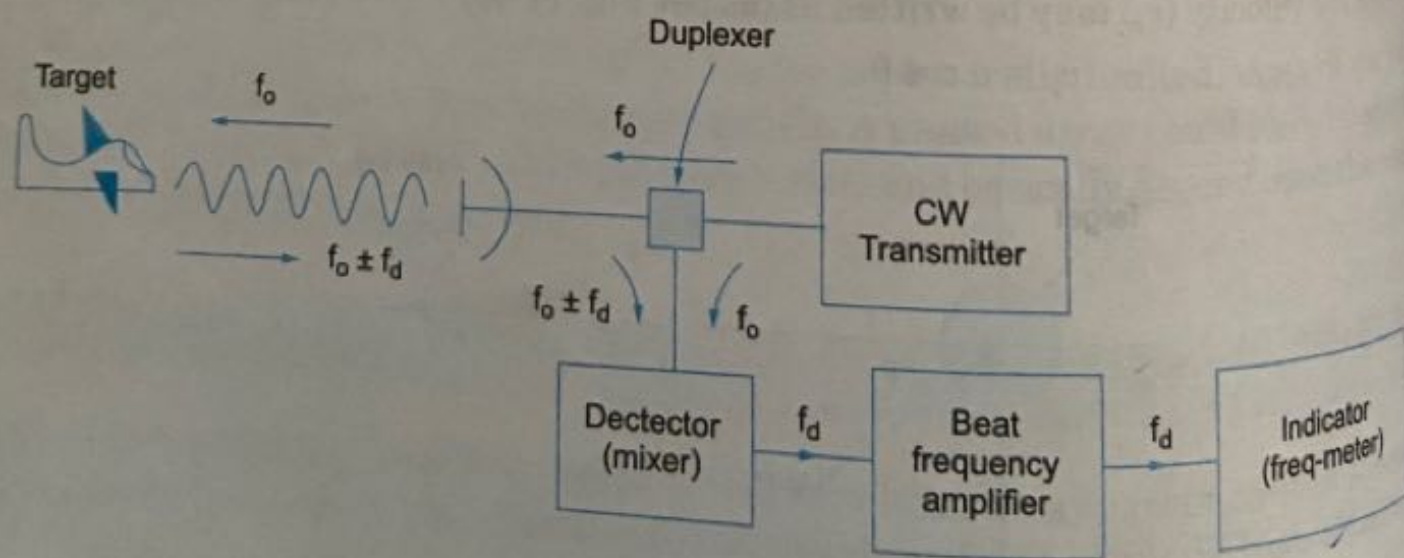 Duplexer
Target
fo
fo
CW
Transmitter
fo ± fd
fo ± fd
fo
Dectector
(mixer)
fd
Beat
frequency
amplifier
fd
Indicator
(freq-meter)